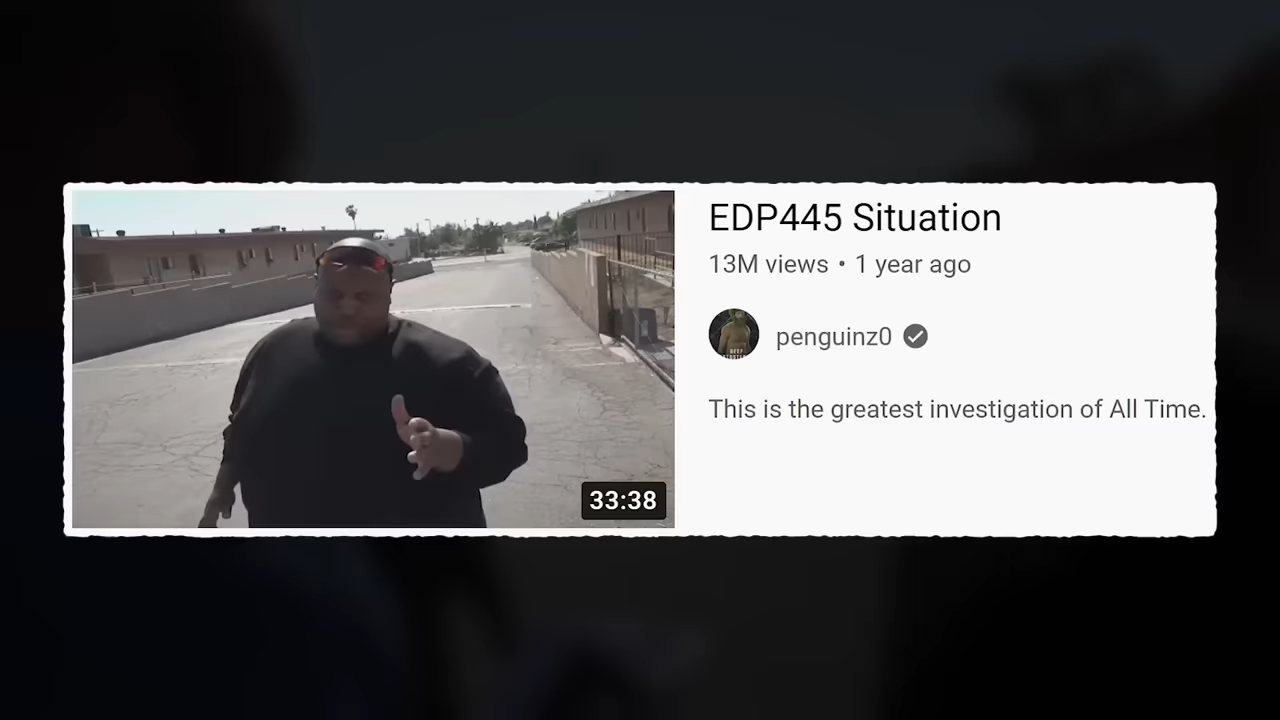 EDP445 Situation
13M views • 1 year ago
penguinz0
This is the greatest investigation of All Time.
33:38